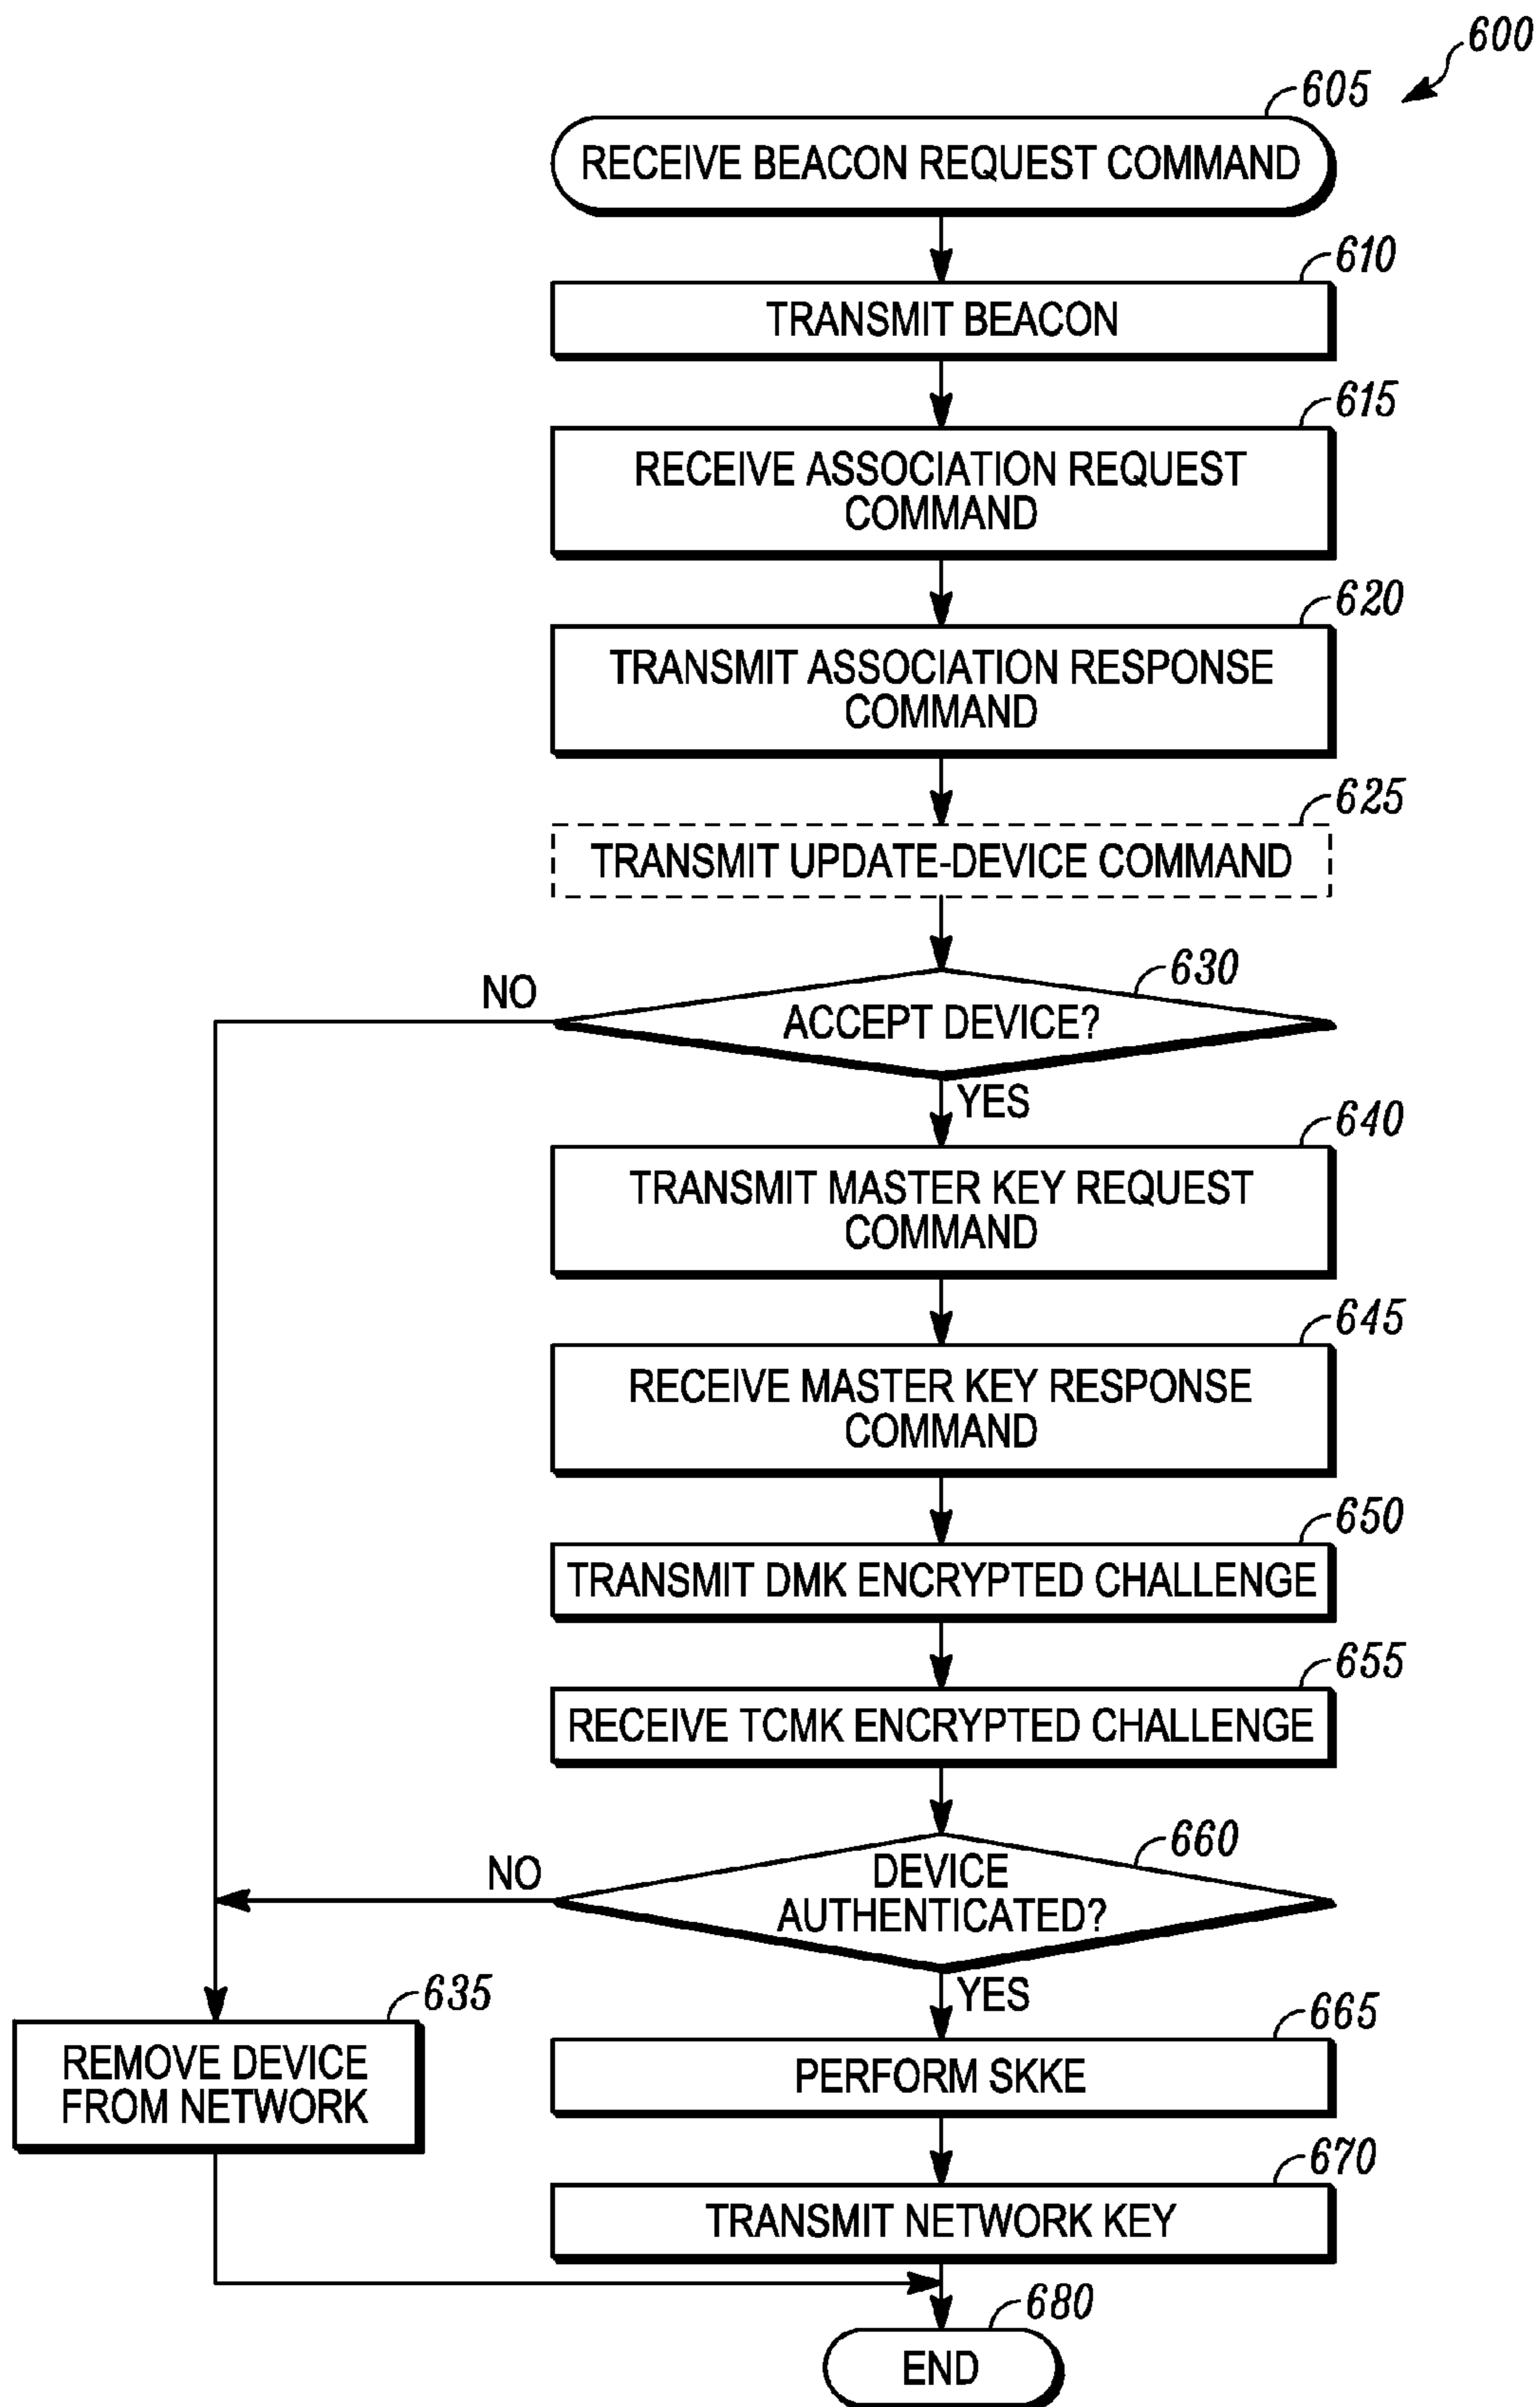 600
605
RECEIVE BEACON REQUEST COMMAND
610
TRANSMIT BEACON
615
RECEIVE ASSOCIATION REQUEST
COMMAND
620
TRANSMIT ASSOCIATION RESPONSE
COMMAND
625
TRANSMIT UPDATE-DEVICE COMMAND
630
NO
ACCEPT DEVICE?
YES
640
TRANSMIT MASTER KEY REQUEST
COMMAND
645
RECEIVE MASTER KEY RESPONSE
COMMAND
650
TRANSMIT DMK ENCRYPTED CHALLENGE
655
RECEIVE TCMK ENCRYPTED CHALLENGE
660
NO
DEVICE
AUTHENTICATED?
YES
635
REMOVE DEVICE
FROM NETWORK
665
PERFORM SKKE
670
TRANSMIT NETWORK KEY
680
END